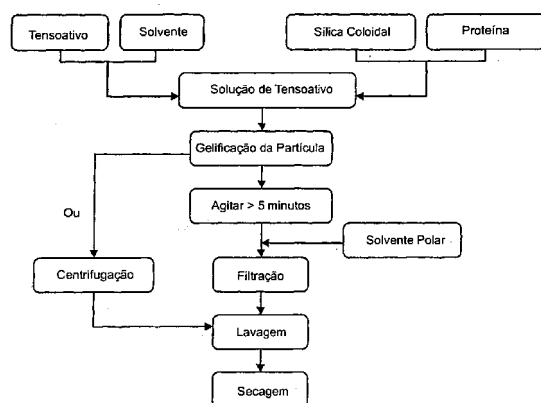 Tensoativo
Solvente
Sílica Coloidal
Proteína
Solução de Tensoativo
Gelificação da Partícula
Ou
Agitar > 5 minutos
Solvente Polar
Centrifugação
Filtração
Lavagem
Secagem